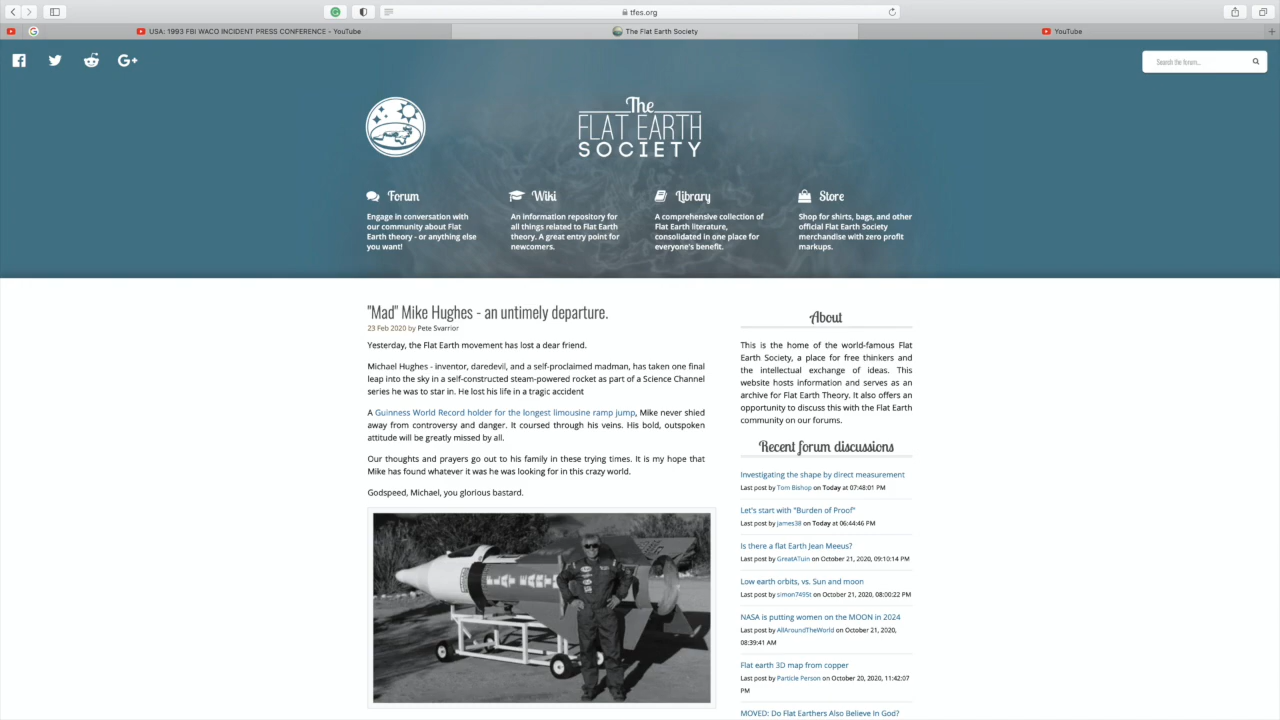 tfes.org
USA: 1993 FBI WACO INCIDENT PRESS CONFERENCE - YouTube
The Flat Earth Society
YouTube
Search the forum...
The
FLAT EARTH
SOCIETY
Forum
Engage in conversation with
our community about Flat
Earth theory - or anything else
you want!
Wiki
An information repository for
all things related to Flat Earth
theory. A great entry point for
newcomers.
Library
A comprehensive collection of
Flat Earth literature,
consolidated in one place for
everyone's benefit.
Store
Shop for shirts, bags, and other
official Flat Earth Society
merchandise with zero profit
markups.
"Mad" Mike Hughes - an untimely departure.
23 Feb 2020 by Pete Svarrior
Yesterday, the Flat Earth movement has lost a dear friend.
Michael Hughes - inventor, daredevil, and a self-proclaimed madman, has taken one final
leap into the sky in a self-constructed steam-powered rocket as part of a Science Channel
series he was to star in. He lost his life in a tragic accident
A Guinness World Record holder for the longest limousine ramp jump, Mike never shied
away from controversy and danger. It coursed through his veins. His bold, outspoken
attitude will be greatly missed by all.
Our thoughts and prayers go out to his family in these trying times. It is my hope that
Mike has found whatever it was he was looking for in this crazy world.
Godspeed, Michael, you glorious bastard.
About
This is the home of the world-famous Flat
Earth Society, a place for free thinkers and
the intellectual exchange of ideas. This
website hosts information and serves as an
archive for Flat Earth Theory. It also offers an
opportunity to discuss this with the Flat Earth
community on our forums.
Recent forum discussions
Investigating the shape by direct measurement
Last post by Tom Bishop on Today at 07:48:01 PM
Let's start with "Burden of Proof"
Last post by james38 on Today at 06:44:46 PM
Is there a flat Earth Jean Meeus?
Last post by GreatATuin on October 21, 2020, 09:10:14 PM
Low earth orbits, vs. Sun and moon
Last post by simon7495t on October 21, 2020, 08:00:22 PM
NASA is putting women on the MOON in 2024
Last post by AllAroundTheWorld on October 21, 2020,
08:39:41 AM
Flat earth 3D map from copper
Last post by Particle Person on October 20, 2020, 11:42:07
PM
MOVED: Do Flat Earthers Also Believe In God?